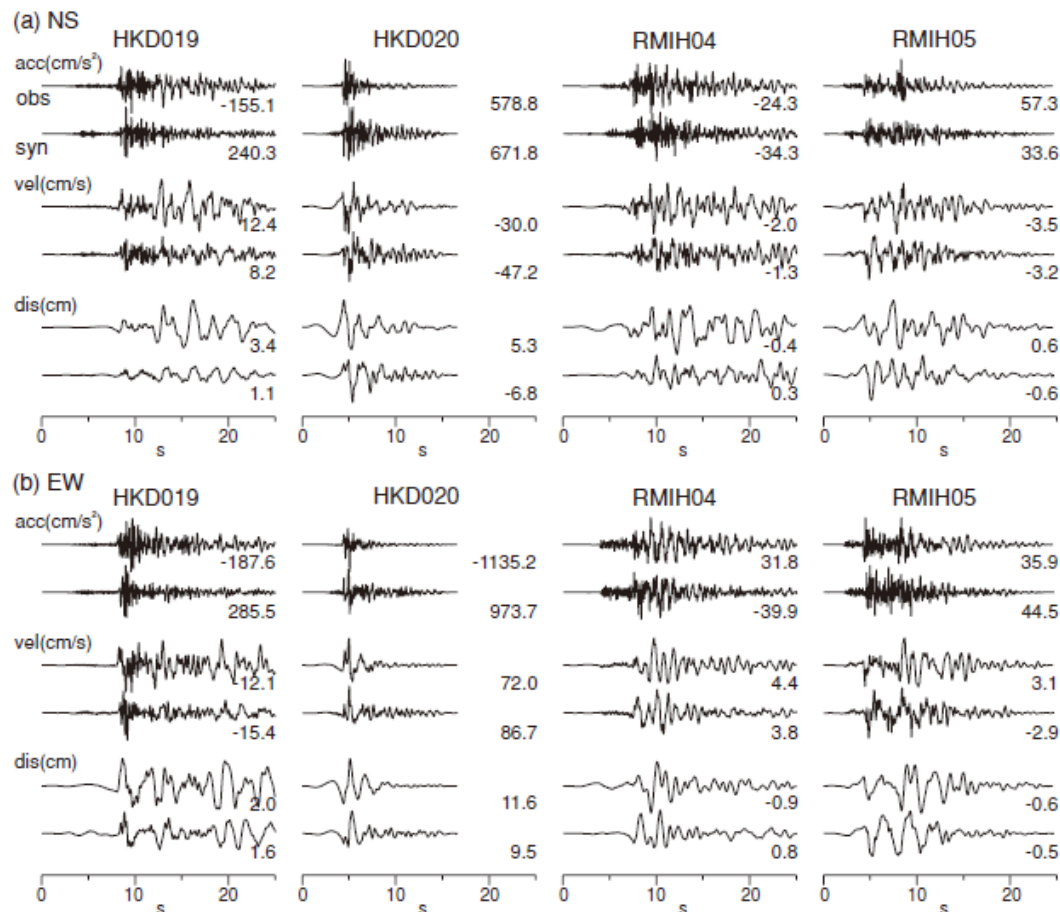 (a) NS
HKD019 HKD020 RMIH04 RMIH05
acc(cm/s²)
obs -155.1 578.8 -24.3 57.3
syn 240.3 671.8 -34.3 33.6
vel(cm/s)
12.4 -30.0 -2.0 -3.5
8.2 -47.2 -1.3 -3.2
dis(cm)
3.4 5.3 -0.4 0.6
1.1 -6.8 0.3 -0.6
0 10 20 0 10 20 0 10 20 0 10 20
s s s s
(b) EW
HKD019 HKD020 RMIH04 RMIH05
acc(cm/s²)
-187.6 -1135.2 31.8 35.9
285.5 973.7 -39.9 44.5
vel(cm/s)
-12.1 72.0 4.4 3.1
-15.4 86.7 3.8 -2.9
dis(cm)
2.0 11.6 -0.9 -0.6
1.6 9.5 0.8 -0.5
0 10 20 0 10 20 0 10 20 0 10 20
s s s s